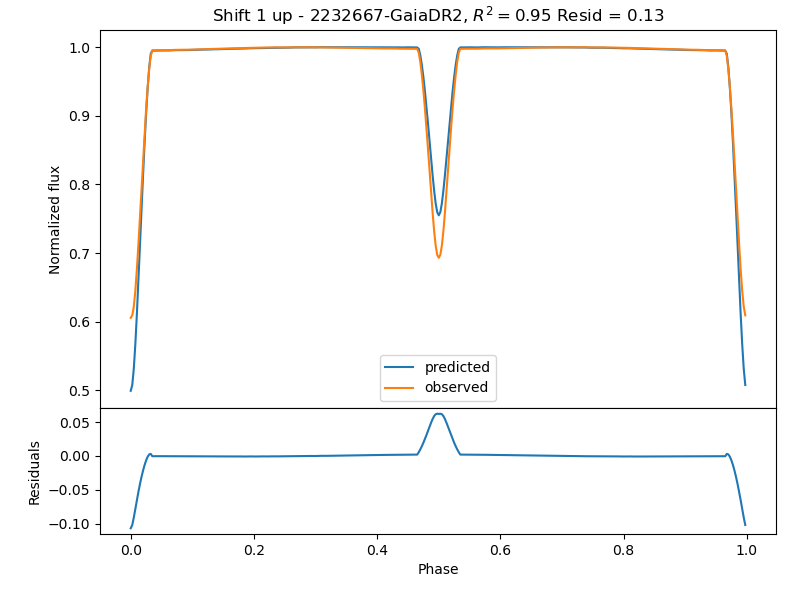 Shift 1 up - 2232667-GaiaDR2, R² = 0.95 Resid = 0.13
1.0
0.9
0.8
0.7
0.6
0.5
Normalized flux
predicted
observed
0.05
0.00
−0.05
−0.10
Residuals
0.0 0.2 0.4 0.6 0.8 1.0
Phase